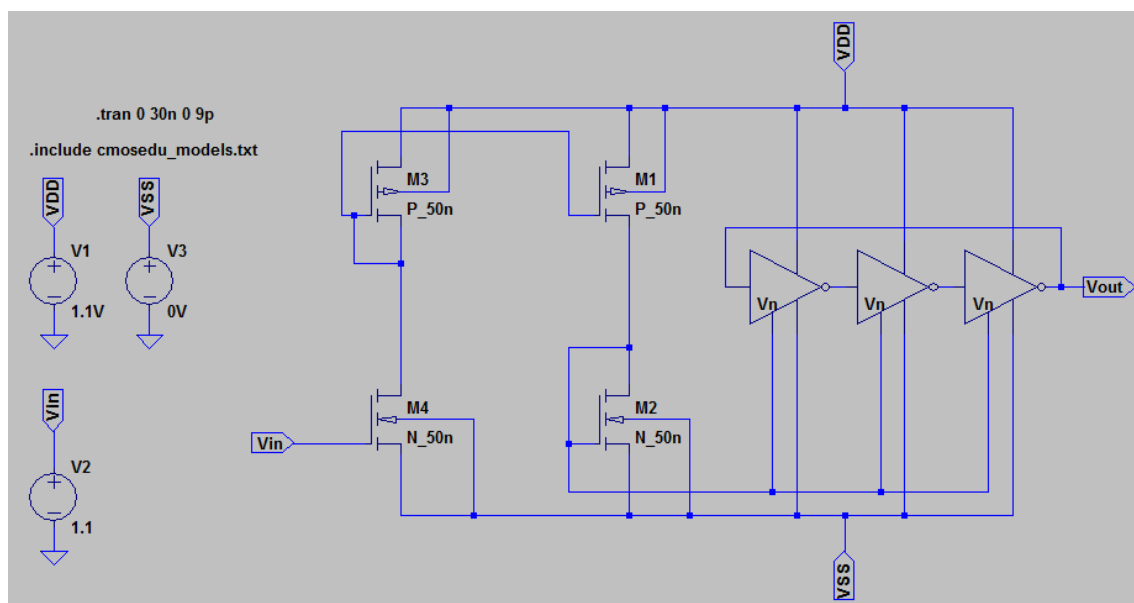 VDD
.tran 0 30n 0 9p
.include cmosedu_models.txt
VDD
VSS
V1
1.1V
V3
0V
M3
P_50n
M1
P_50n
Vn
Vn
Vn
Vout
VIn
V2
1.1
Vin
M4
N_50n
M2
N_50n
VSS